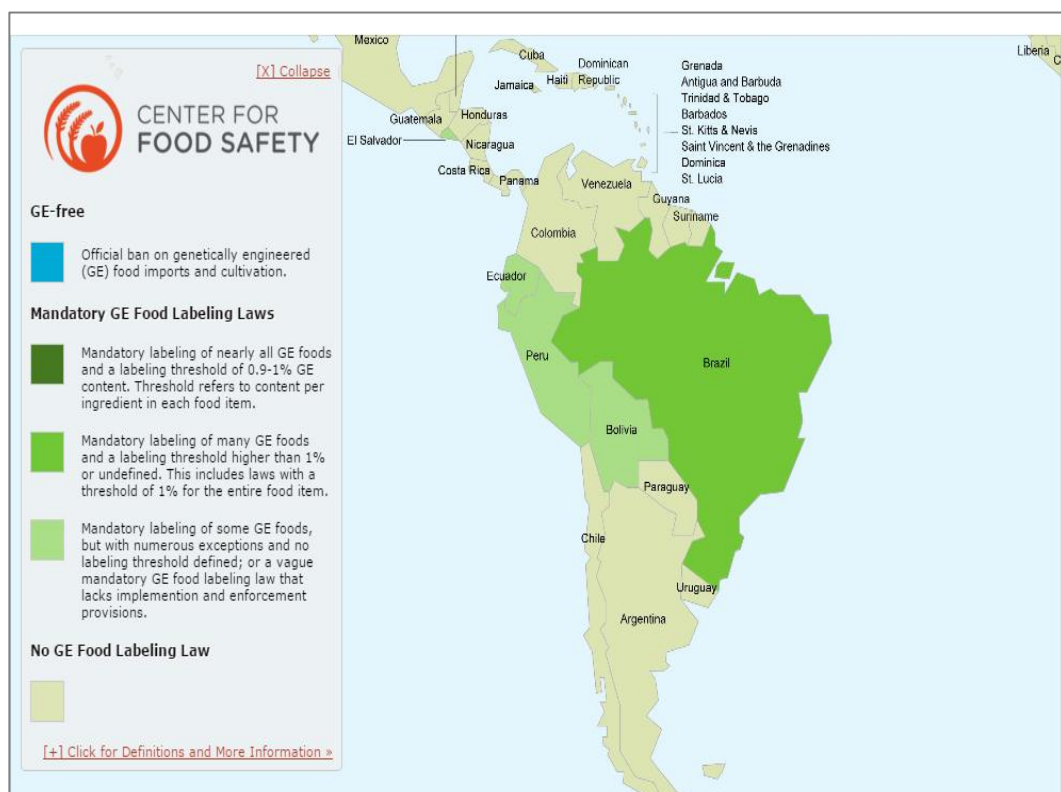 [X] Collapse
CENTER FOR
FOOD SAFETY
GE-free
Official ban on genetically engineered
(GE) food imports and cultivation.
Mandatory GE Food Labeling Laws
Mandatory labeling of nearly all GE foods
and a labeling threshold of 0.9-1% GE
content. Threshold refers to content per
ingredient in each food item.
Mandatory labeling of many GE foods
and a labeling threshold higher than 1%
or undefined. This includes laws with a
threshold of 1% for the entire food item.
Mandatory labeling of some GE foods,
but with numerous exceptions and no
labeling threshold defined; or a vague
mandatory GE food labeling law that
lacks implemention and enforcement
provisions.
No GE Food Labeling Law
[+] Click for Definitions and More Information »
Mexico
Cuba
Jamaica
Haiti
Dominican
Republic
Grenada
Antigua and Barbuda
Trinidad & Tobago
Barbados
St. Kitts & Nevis
Saint Vincent & the Grenadines
Dominica
St. Lucia
Liberia
Guatemala
Honduras
El Salvador
Nicaragua
Costa Rica
Panama
Venezuela
Guyana
Suriname
Colombia
Ecuador
Peru
Brazil
Bolivia
Paraguay
Chile
Uruguay
Argentina